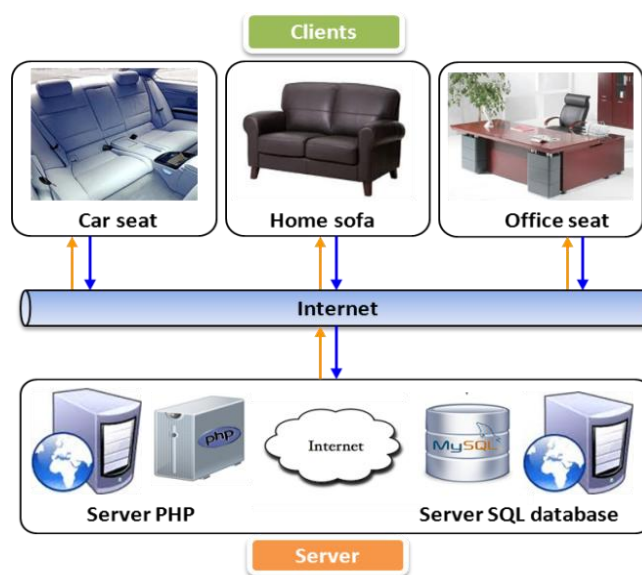 Clients
Car seat
Home sofa
Office seat
Internet
php
Internet
MySQL
Server PHP
Server SQL database
Server